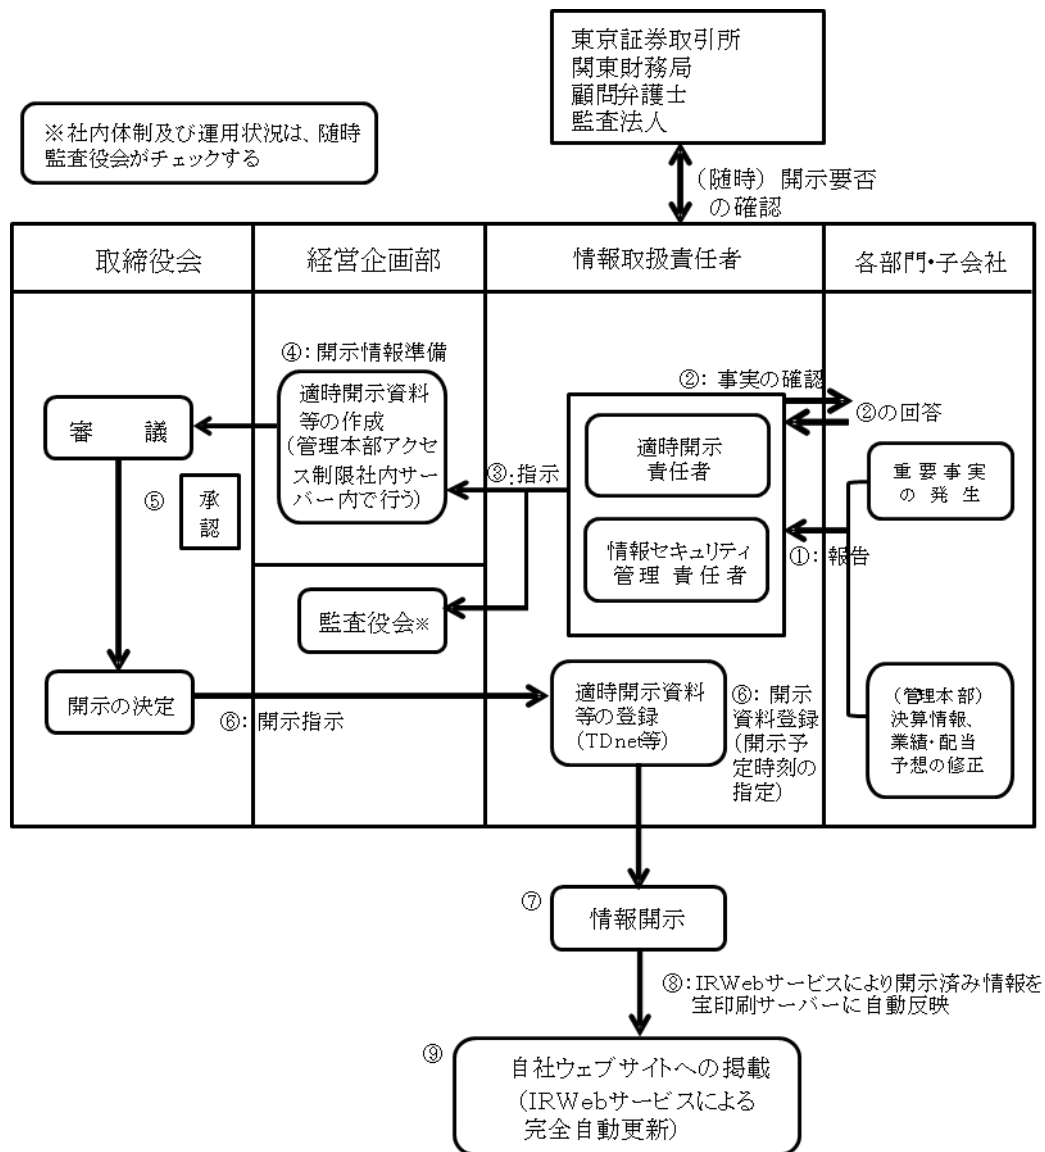 東京証券取引所
関東財務局
顧問弁護士
監査法人
※社内体制及び運用状況は、随時
監査役会がチェックする
(随時) 開示要否
の確認
取締役会
経営企画部
情報取扱責任者
各部門・子会社
④: 開示情報準備
適時開示資料
等の作成
(管理本部アクセ
ス制限社内サー
バー内で行う)
審 議
⑤
承
認
開示の決定
②: 事実の確認
②の回答
適時開示
責任者
情報セキュリティ
管理 責任者
③:指示
監査役会※
重要事実
の 発 生
①: 報告
(管理本部)
決算情報、
業績・配当
予想の修正
⑥: 開示指示
適時開示資料
等の登録
(TDnet等)
⑥: 開示
資料登録
(開示予
定時刻の
指定)
⑦
情報開示
⑧: IRWebサービスにより開示済み情報を
宝印刷サーバーに自動反映
⑨
自社ウェブサイトへの掲載
(IRWebサービスによる
完全自動更新)